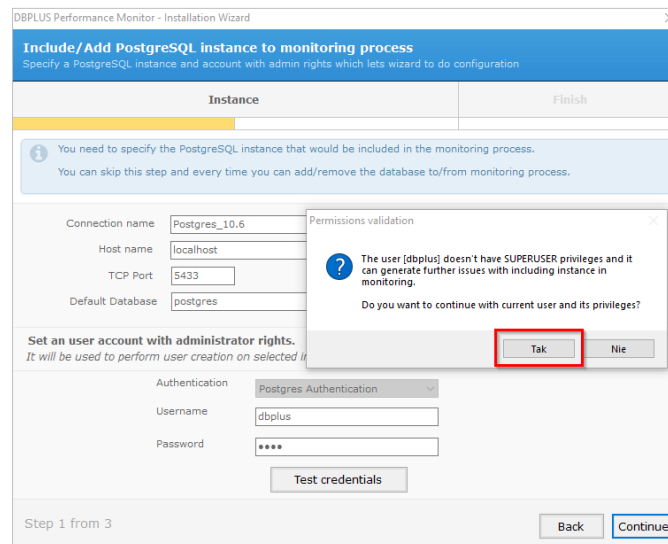 DBPLUS Performance Monitor - Installation Wizard
Include/Add PostgreSQL instance to monitoring process
Specify a PostgreSQL instance and account with admin rights which lets wizard to do configuration
Instance
Finish
You need to specify the PostgreSQL instance that would be included in the monitoring process.
You can skip this step and every time you can add/remove the database to/from monitoring process.
Connection name
Postgres_10.6
Host name
localhost
TCP Port
5433
Default Database
postgres
Permissions validation
The user [dbplus] doesn't have SUPERUSER privileges and it
can generate further issues with including instance in
monitoring.
Do you want to continue with current user and its privileges?
Tak
Nie
Set an user account with administrator rights.
It will be used to perform user creation on selected
Authentication
Postgres Authentication
Username
dbplus
Password
Test credentials
Step 1 from 3
Back
Continue